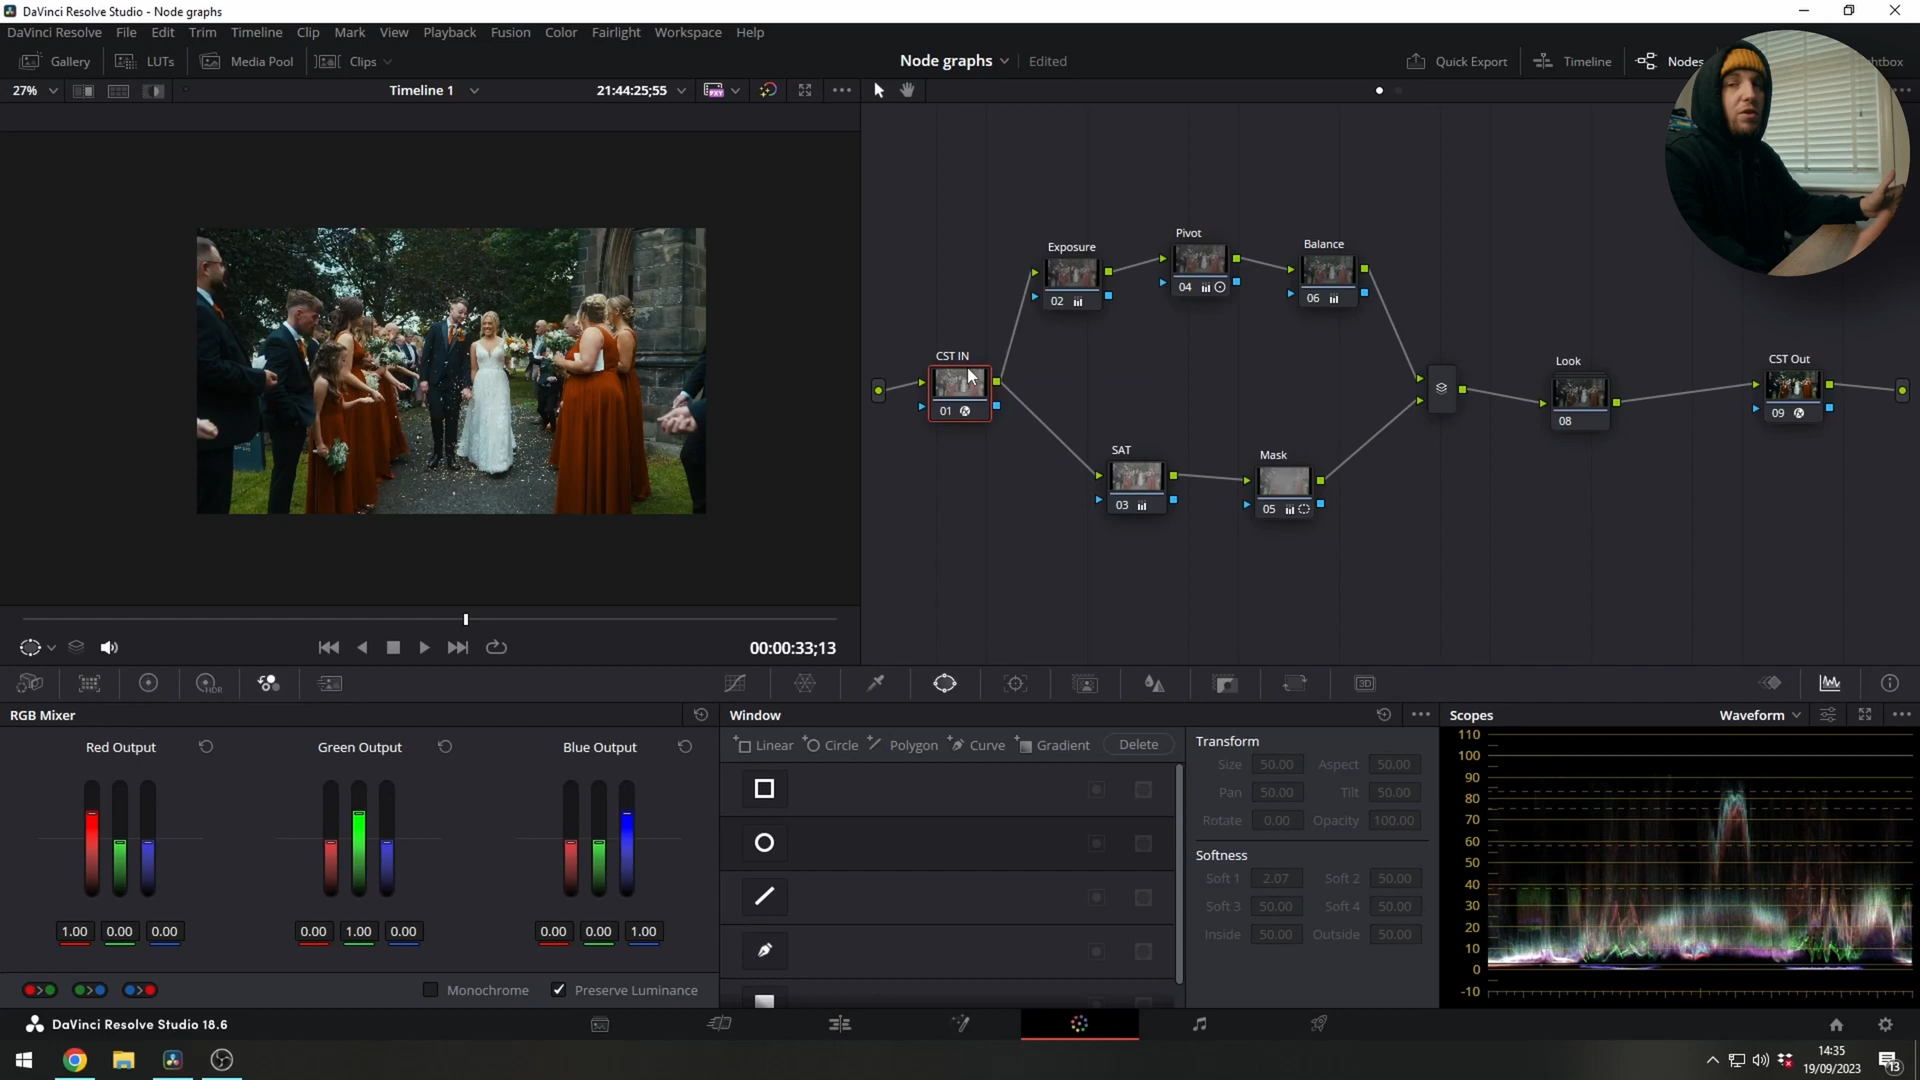 DaVinci Resolve Studio - Node graphs
DaVinci Resolve File Edit Trim Timeline Clip Mark View Playback Fusion Color Fairlight Workspace Help
Gallery LUTs Media Pool Clips Node graphs Edited Quick Export Timeline Nodes htbox
27% Timeline 1 21:44:25;55
Pivot
Balance
Exposure
04
06
02
CST IN
CST Out
Look
01
09
08
SAT
Mask
03
05
00:00:33;13
HDR
3D
RGB Mixer Window Scopes Waveform
Red Output Green Output Blue Output
Linear Circle Polygon Curve Gradient Delete
Transform
Size 50.00 Aspect 50.00
Pan 50.00 Tilt 50.00
Rotate 0.00 Opacity 100.00
Softness
Soft 1 2.07 Soft 2 50.00
Soft 3 50.00 Soft 4 50.00
Inside 50.00 Outside 50.00
110
100
90
80
70
60
50
40
30
20
10
0
-10
1.00 0.00 0.00 0.00 1.00 0.00 0.00 0.00 1.00
Monochrome Preserve Luminance
DaVinci Resolve Studio 18.6
14:35
19/09/2023
13